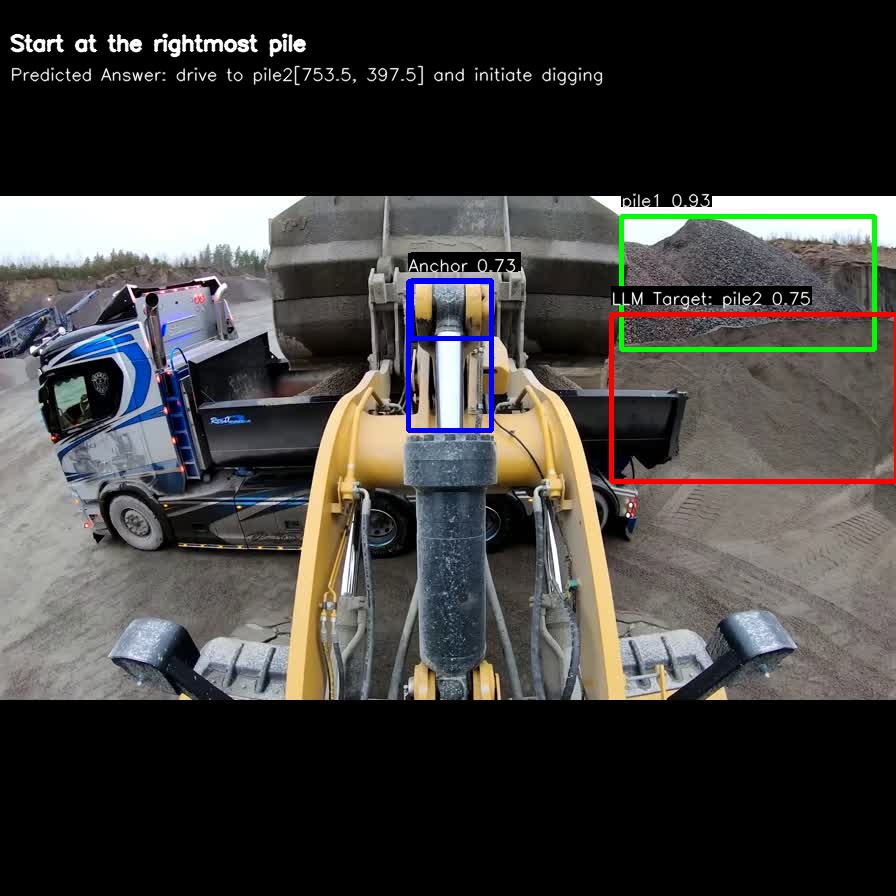 Start at the rightmost pile
Predicted Answer: drive to pile2[753.5, 397.5] and initiate digging
pile1 0.93
Anchor 0.73
LLM Target: pile2 0.75